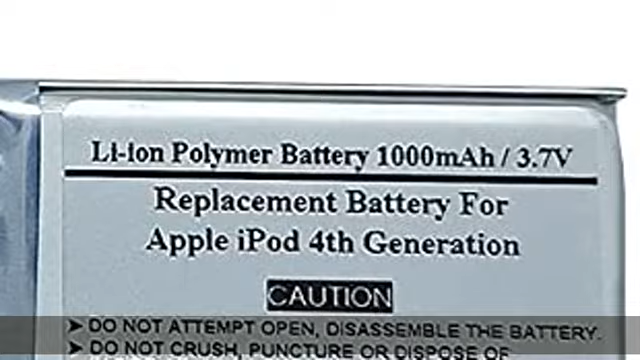 Li-Ion Polymer Battery 1000mAh / 3.7V
Replacement Battery For
Apple iPod 4th Generation
CAUTION
➤ DO NOT ATTEMPT OPEN, DISASSEMBLE THE BATTERY.
➤ DO NOT CRUSH, PUNCTURE OR DISPOSE OF